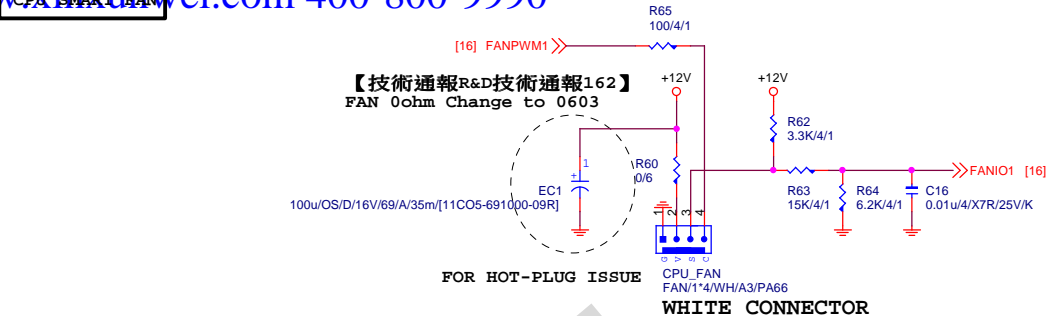 CPU SMART FAN
w.xinxunwei.com 400-800-9990
R65
100/4/1
[16] FANPWM1
【技術通報R&D技術通報162】
FAN 0ohm Change to 0603
+12V
+12V
R62
3.3K/4/1
1
R60
0/6
+
EC1
100u/OS/D/16V/69/A/35m/[11CO5-691000-09R]
FANIO1 [16]
R63
15K/4/1
R64
6.2K/4/1
C16
0.01u/4/X7R/25V/K
1 2 3 4
G V S C
FOR HOT-PLUG ISSUE
CPU_FAN
FAN/1*4/WH/A3/PA66
WHITE CONNECTOR